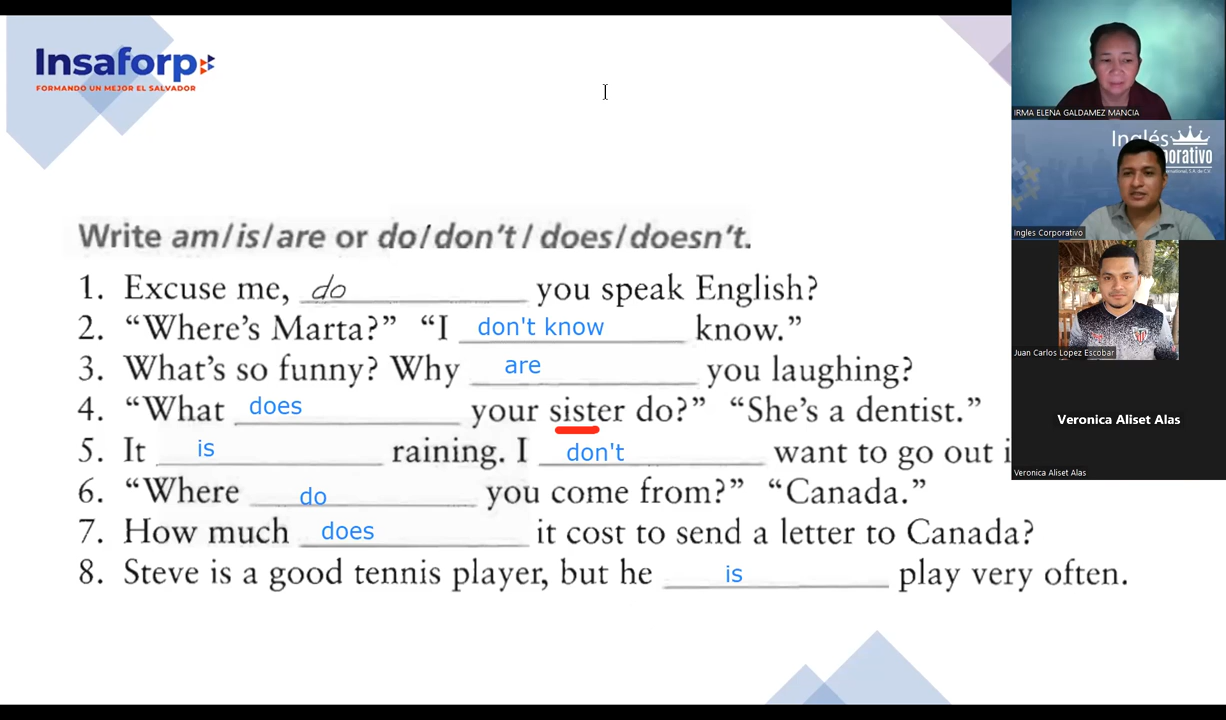 Insaforp
FORMANDO UN MEJOR EL SALVADOR
Write am/is/are or do/don't/does/doesn't.
1. Excuse me, do you speak English?
2. “Where's Marta?” “I don't know know.”
3. What's so funny? Why are you laughing?
4. “What does your sister do?” “She's a dentist.”
5. It is raining. I don't want to go out i
6. “Where do you come from?” “Canada.”
7. How much does it cost to send a letter to Canada?
8. Steve is a good tennis player, but he is play very often.
IRMA ELENA GALDAMEZ MANCIA
Inglés
orporativo
Ingles Corporativo
Juan Carlos Lopez Escobar
Veronica Aliset Alas
Veronica Aliset Alas